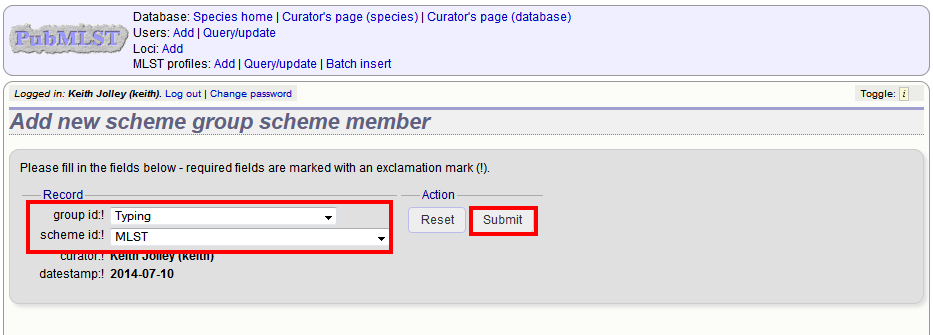 PubMLST
Database: Species home | Curator's page (species) | Curator's page (database)
Users: Add | Query/update
Loci: Add
MLST profiles: Add | Query/update | Batch insert
Logged in: Keith Jolley (keith). Log out | Change password
Toggle: i
Add new scheme group scheme member
Please fill in the fields below - required fields are marked with an exclamation mark (!).
Record
group id:! Typing
scheme id:! MLST
curator:! Keith Jolley (keith)
datestamp:! 2014-07-10
Action
Reset Submit